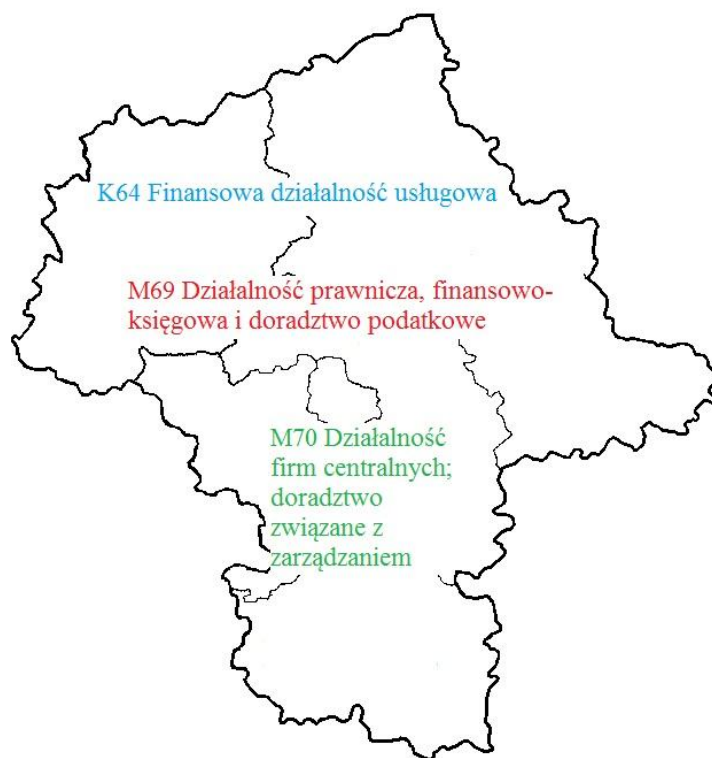 K64 Finansowa działalność usługowa
M69 Działalność prawnicza, finansowo-
księgowa i doradztwo podatkowe
M70 Działalność
firm centralnych;
doradztwo
związane z
zarządzaniem